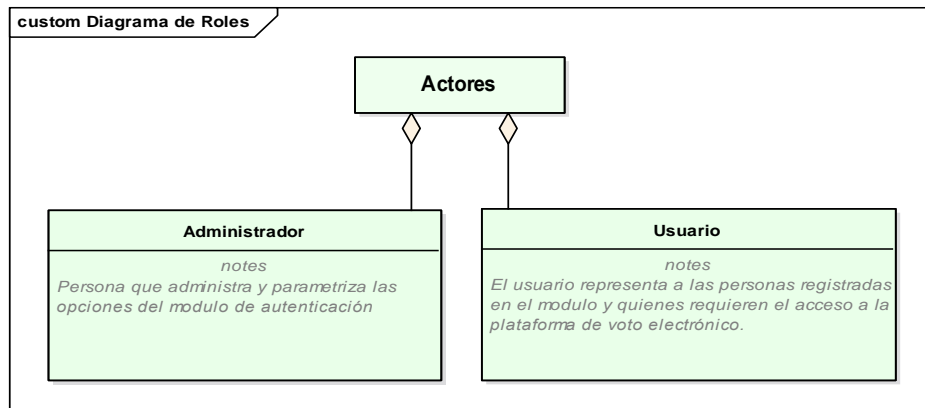 custom Diagrama de Roles
Actores
Administrador
notes
Persona que administra y parametriza las
opciones del modulo de autenticación
Usuario
notes
El usuario representa a las personas registradas
en el modulo y quienes requieren el acceso a la
plataforma de voto electrónico.